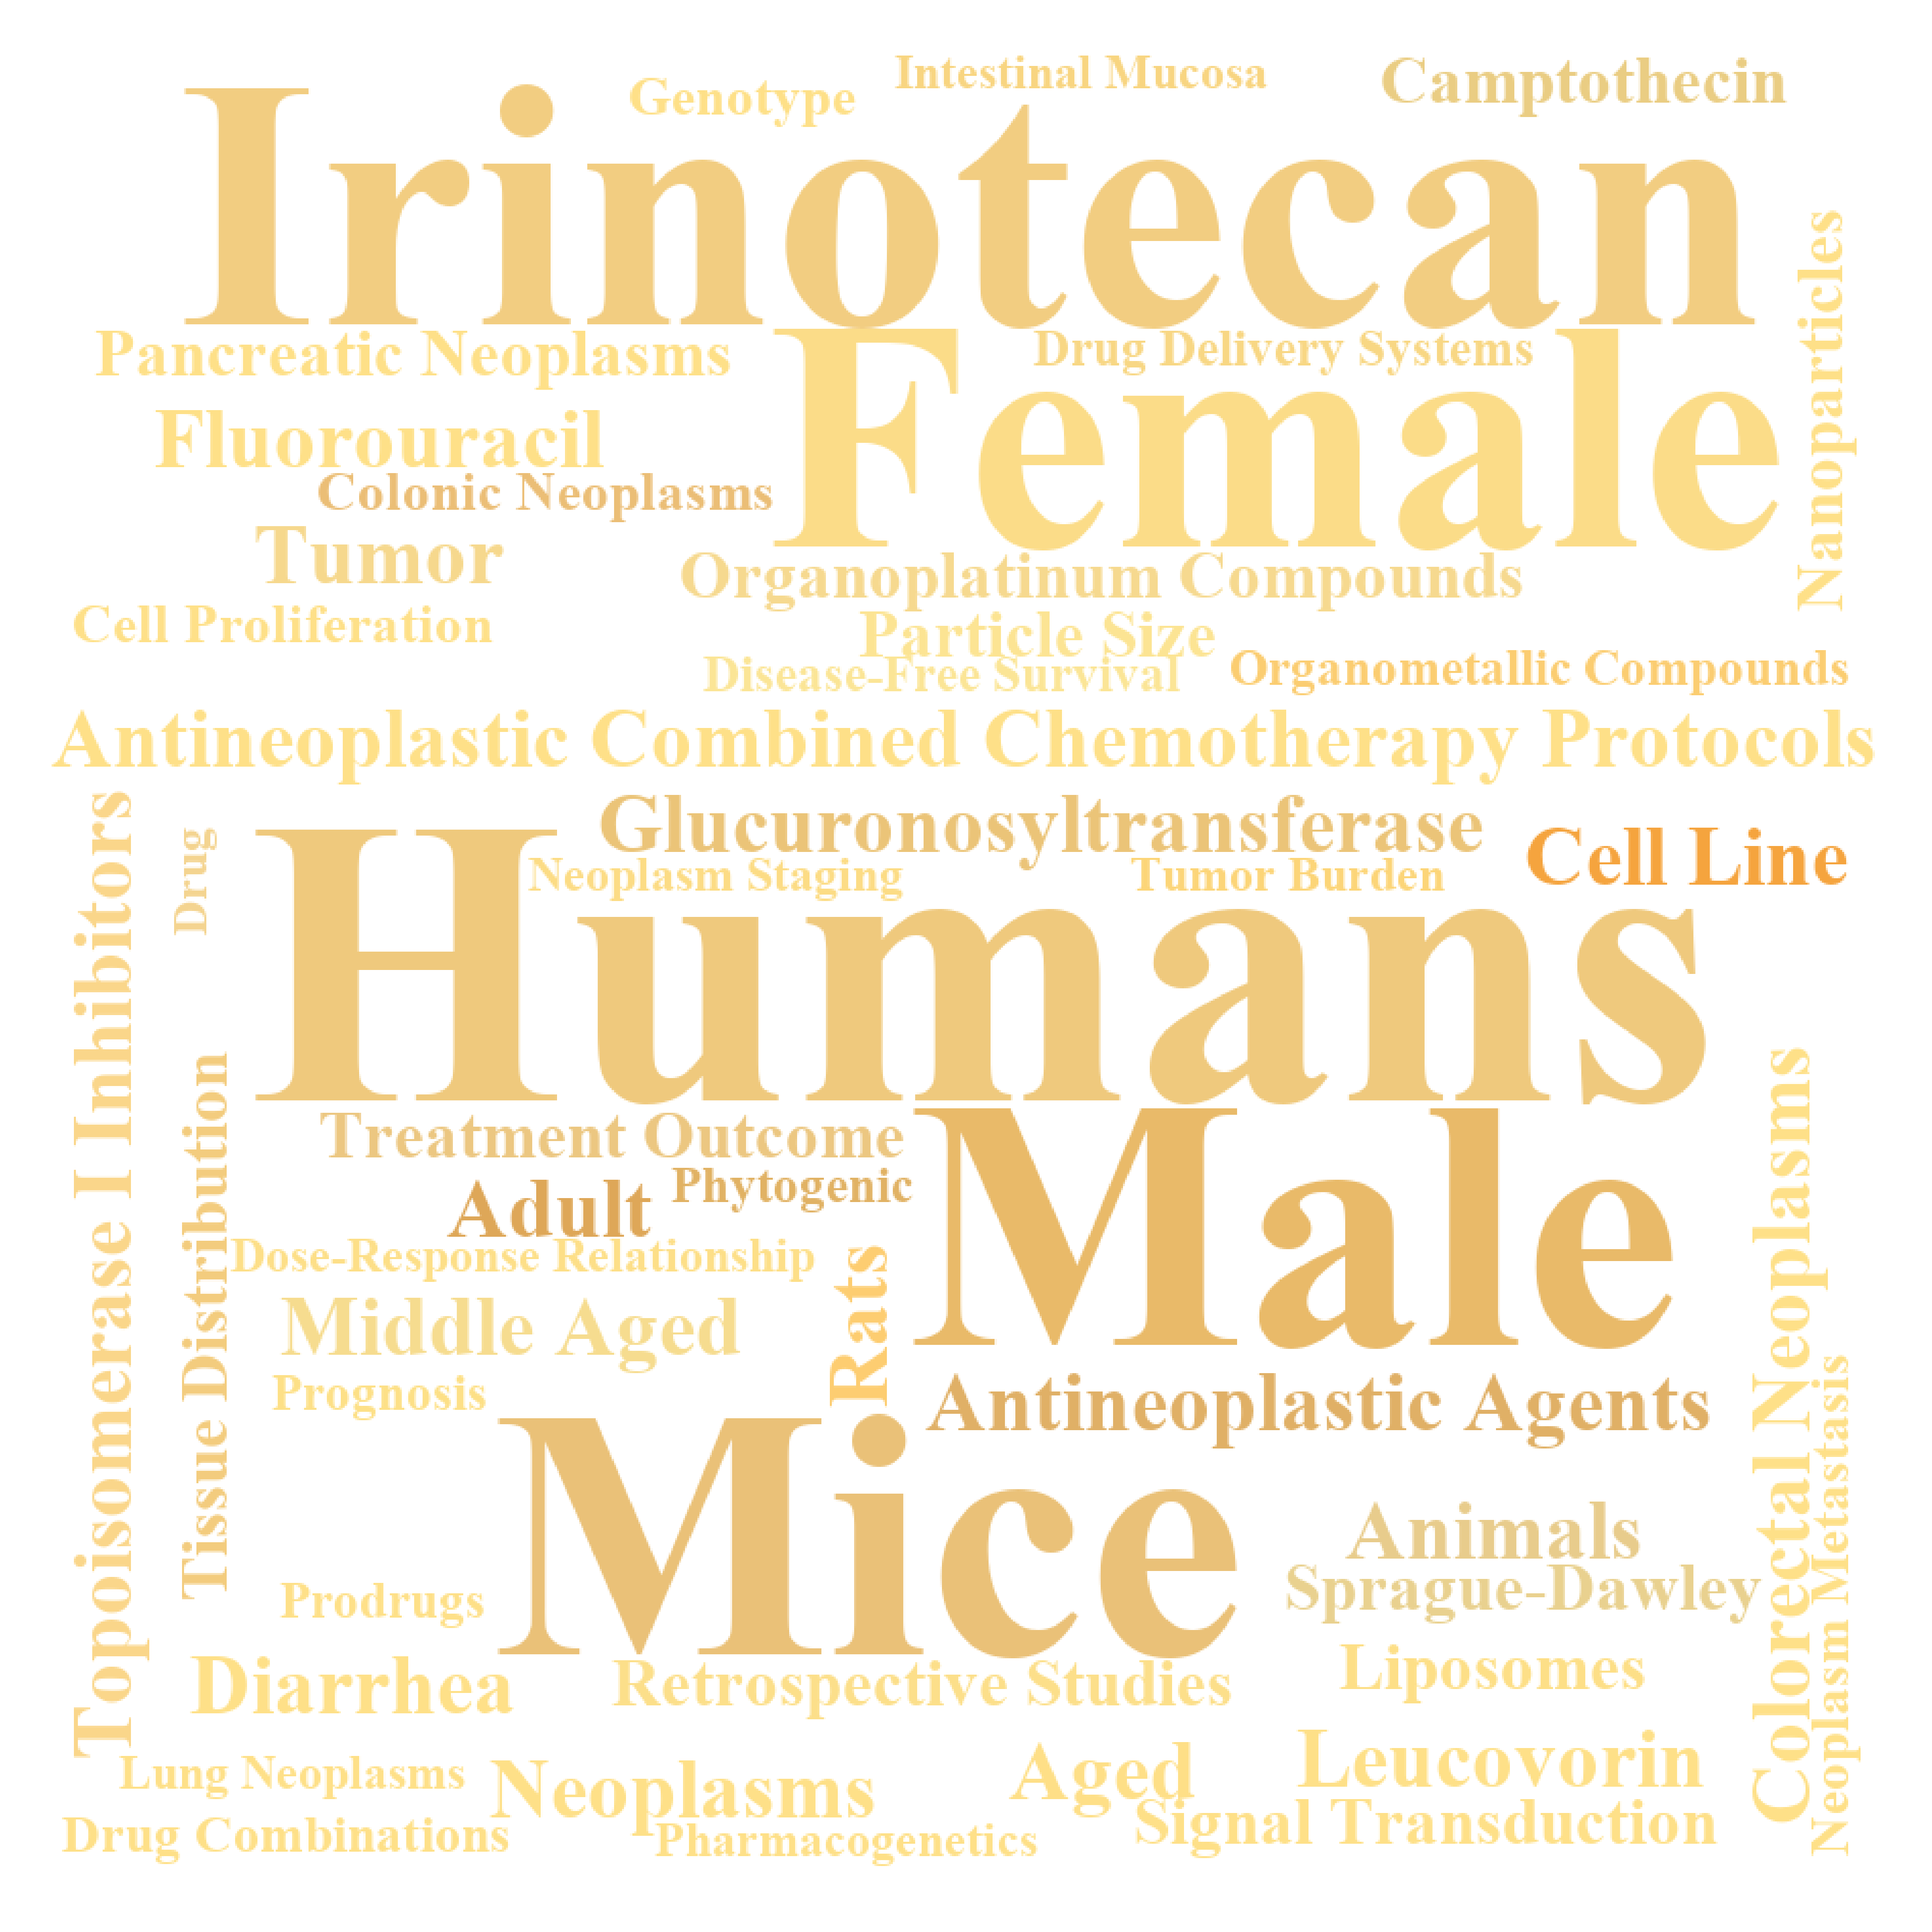 Intestinal Mucosa
Genotype
Camptothecin
Irinotecan
Nanoparticles
Pancreatic Neoplasms
Drug Delivery Systems
Female
Fluorouracil
Colonic Neoplasms
Tumor
Organoplatinum Compounds
Cell Proliferation
Particle Size
Disease-Free Survival
Organometallic Compounds
Antineoplastic Combined Chemotherapy Protocols
Topoisomerase I Inhibitors
Drug
Glucuronosyltransferase
Cell Line
Neoplasm Staging
Tumor Burden
Humans
Tissue Distribution
Treatment Outcome
Male
Phytogenic
Adult
Dose-Response Relationship
Rats
Middle Aged
Colorectal Neoplasms
Neoplasm Metastasis
Prognosis
Antineoplastic Agents
Mice
Animals
Sprague-Dawley
Prodrugs
Diarrhea
Retrospective Studies
Liposomes
Lung Neoplasms
Neoplasms
Aged
Leucovorin
Drug Combinations
Pharmacogenetics
Signal Transduction